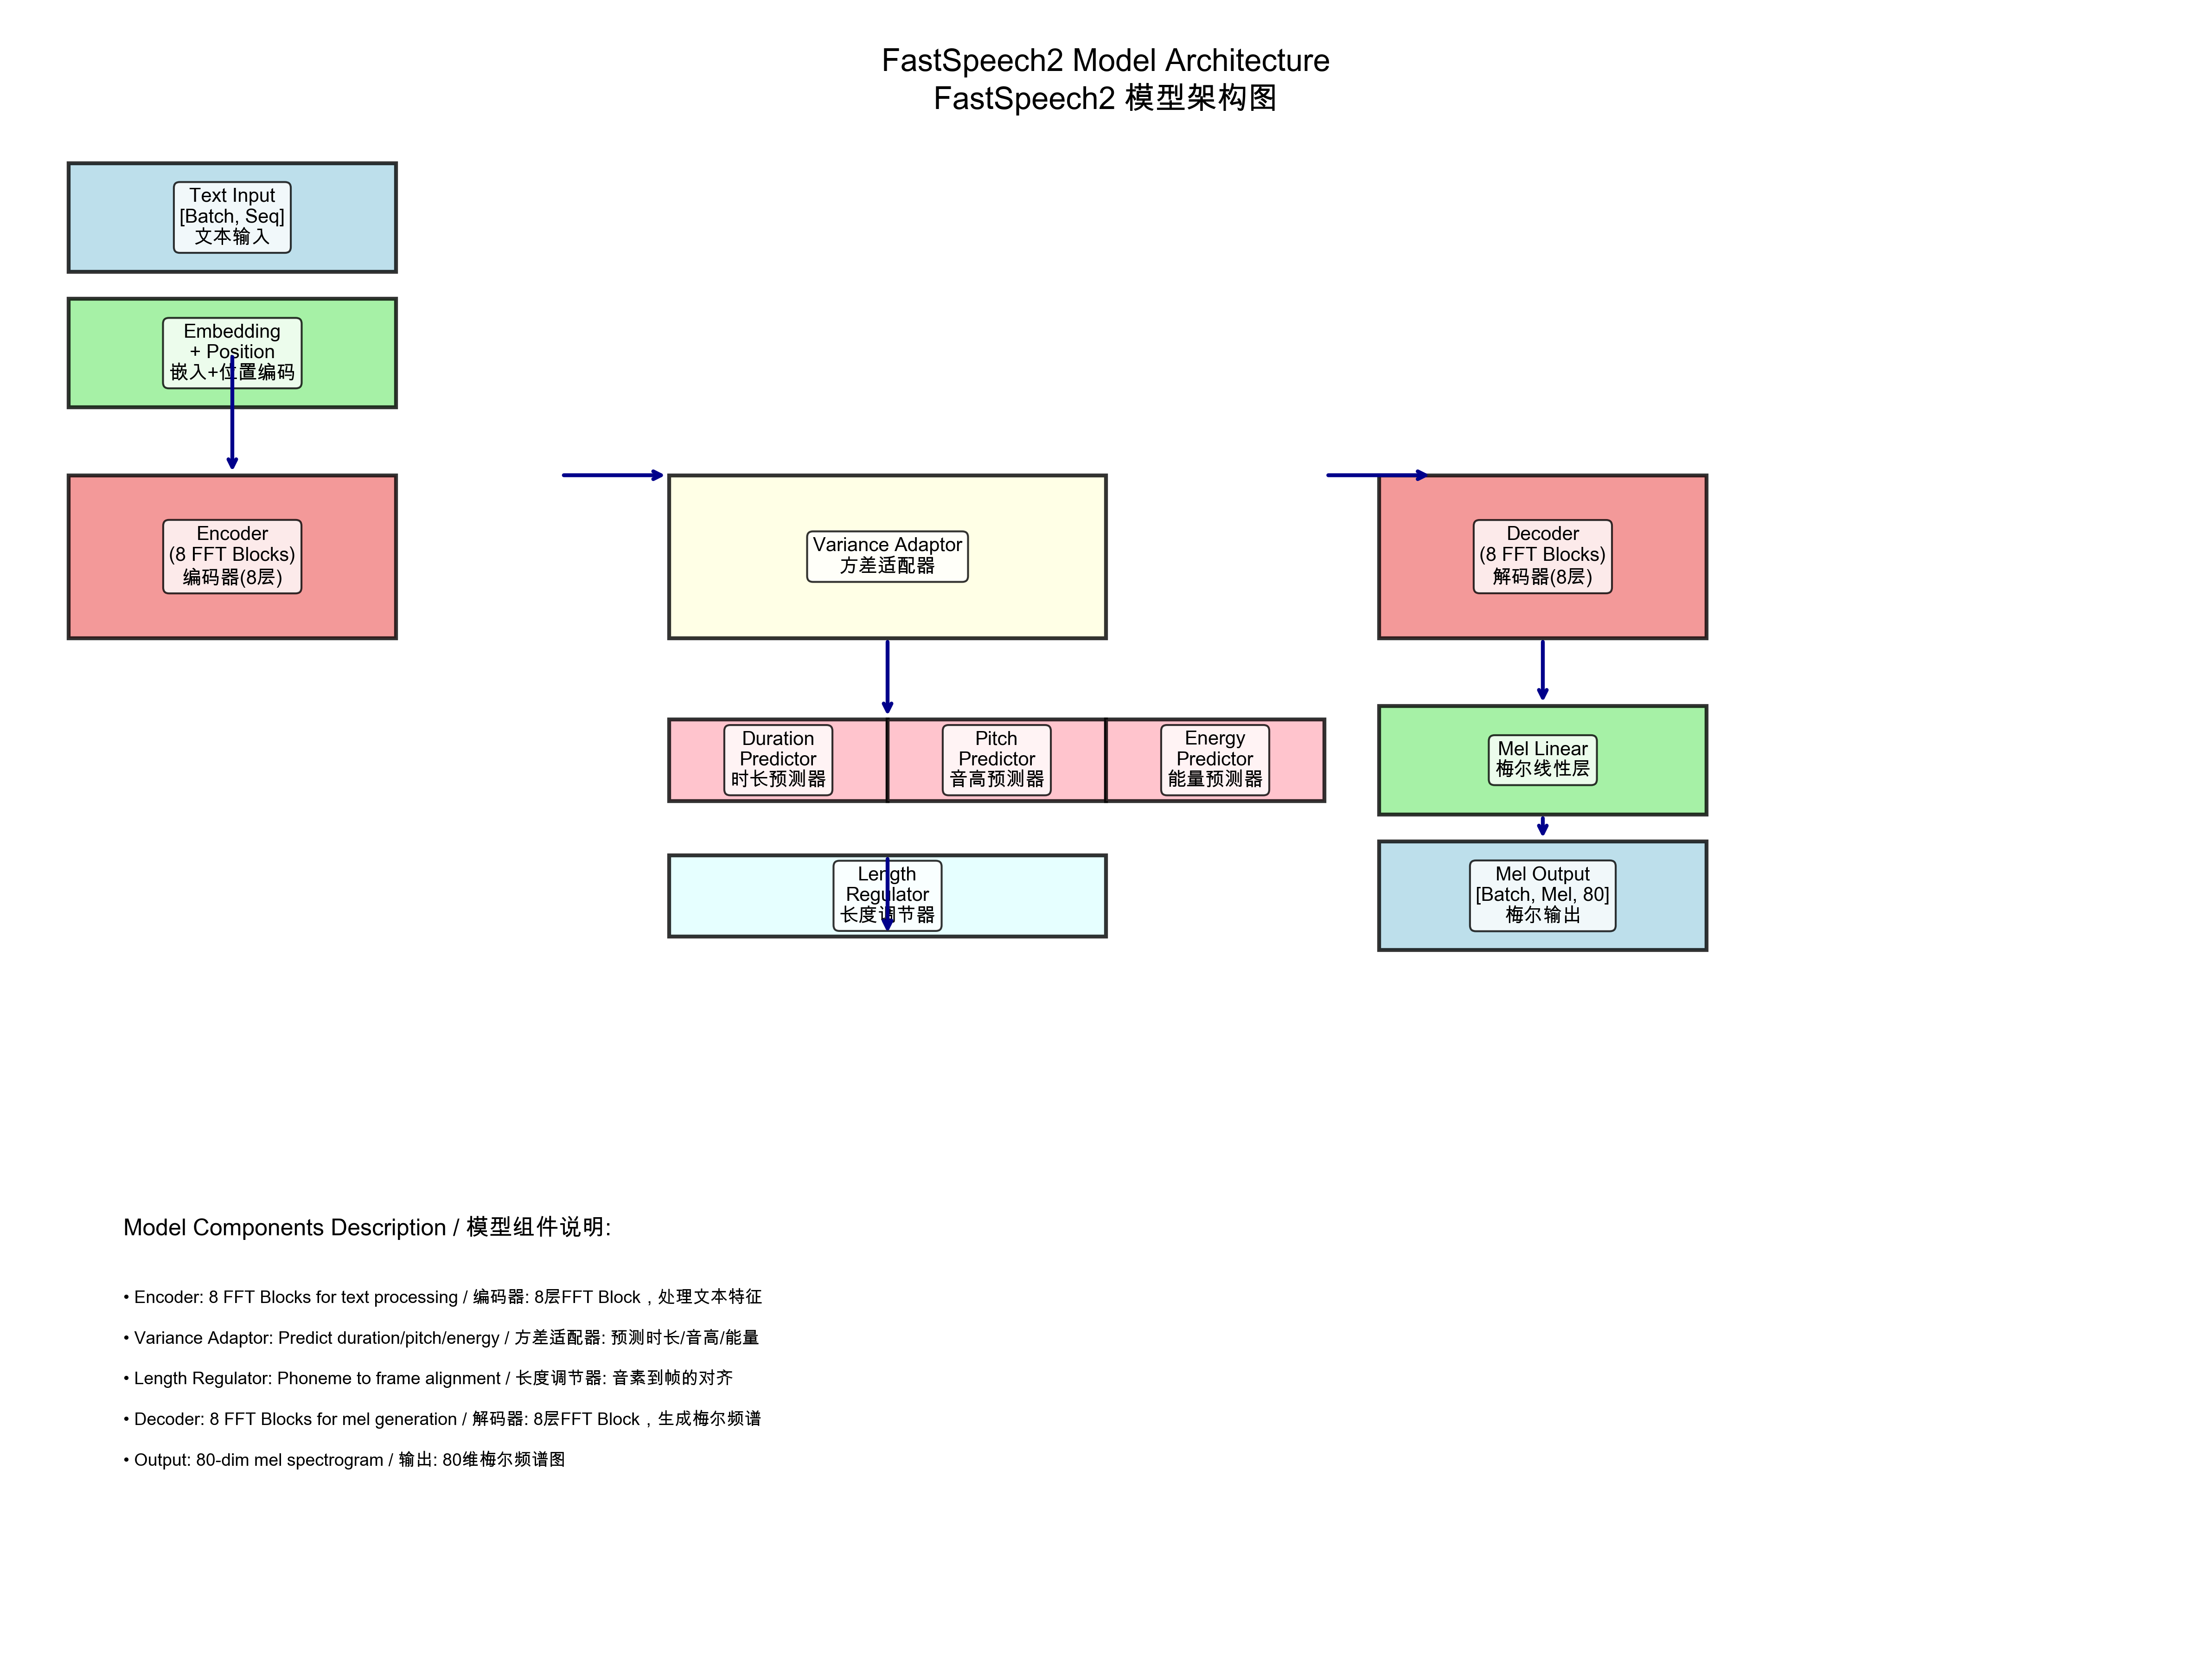 FastSpeech2 Model Architecture
FastSpeech2 模型架构图
Text Input
[Batch, Seq]
文本输入
Embedding
+ Position
嵌入+位置编码
Encoder
(8 FFT Blocks)
编码器(8层)
Variance Adaptor
方差适配器
Duration
Predictor
时长预测器
Pitch
Predictor
音高预测器
Energy
Predictor
能量预测器
Length
Regulator
长度调节器
Decoder
(8 FFT Blocks)
解码器(8层)
Mel Linear
梅尔线性层
Mel Output
[Batch, Mel, 80]
梅尔输出
Model Components Description / 模型组件说明:
• Encoder: 8 FFT Blocks for text processing / 编码器: 8层FFT Block，处理文本特征
• Variance Adaptor: Predict duration/pitch/energy / 方差适配器: 预测时长/音高/能量
• Length Regulator: Phoneme to frame alignment / 长度调节器: 音素到帧的对齐
• Decoder: 8 FFT Blocks for mel generation / 解码器: 8层FFT Block，生成梅尔频谱
• Output: 80-dim mel spectrogram / 输出: 80维梅尔频谱图